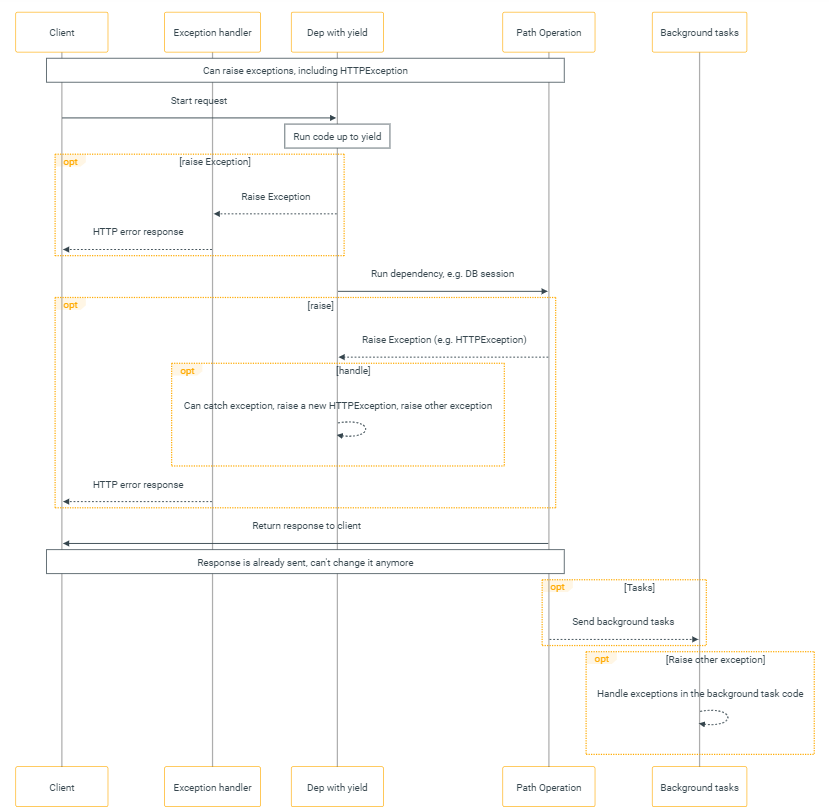 Client
Exception handler
Dep with yield
Path Operation
Background tasks
Can raise exceptions, including HTTPException
Start request
Run code up to yield
opt
[raise Exception]
Raise Exception
HTTP error response
Run dependency, e.g. DB session
opt
[raise]
Raise Exception (e.g. HTTPException)
opt
[handle]
Can catch exception, raise a new HTTPException, raise other exception
HTTP error response
Return response to client
Response is already sent, can't change it anymore
opt
[Tasks]
Send background tasks
opt
[Raise other exception]
Handle exceptions in the background task code
Client
Exception handler
Dep with yield
Path Operation
Background tasks